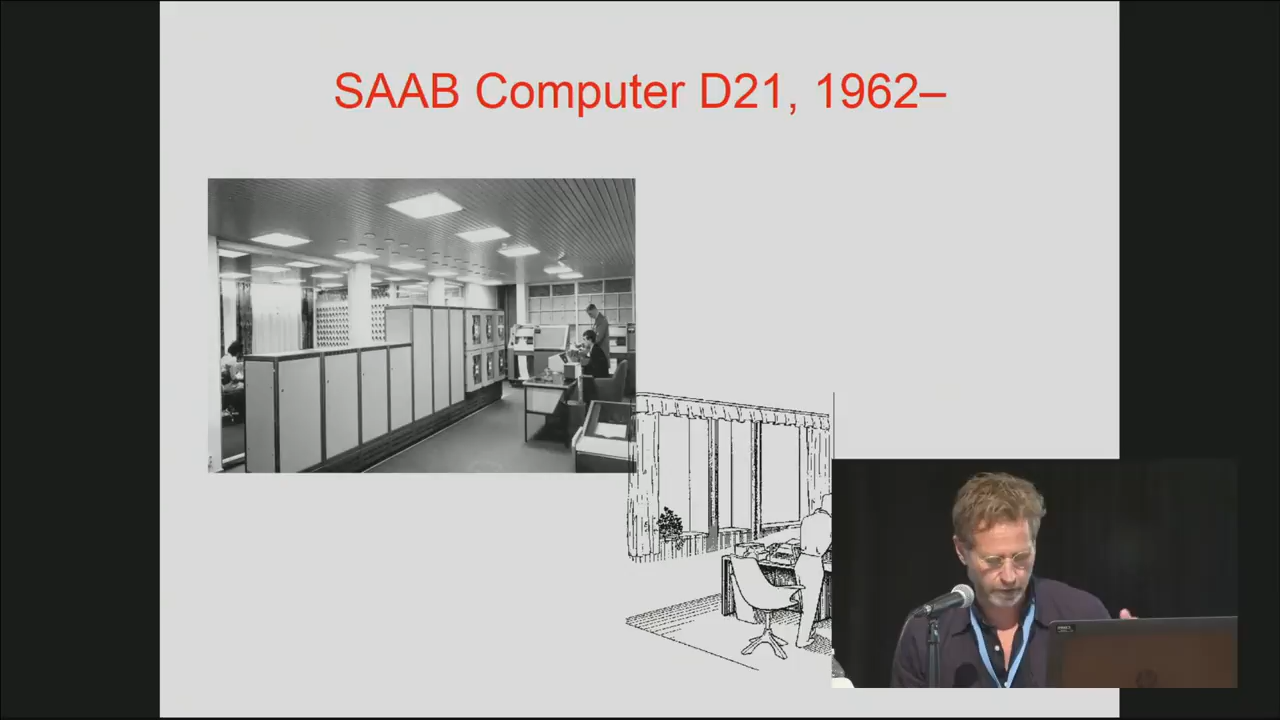 SAAB Computer D21, 1962–